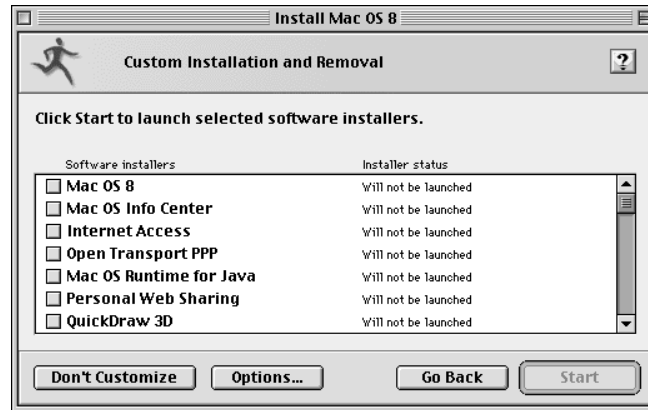 Install Mac OS 8
Custom Installation and Removal
?
Click Start to launch selected software installers.
Software installers Installer status
Mac OS 8 Will not be launched
Mac OS Info Center Will not be launched
Internet Access Will not be launched
Open Transport PPP Will not be launched
Mac OS Runtime for Java Will not be launched
Personal Web Sharing Will not be launched
QuickDraw 3D Will not be launched
Don't Customize Options... Go Back Start